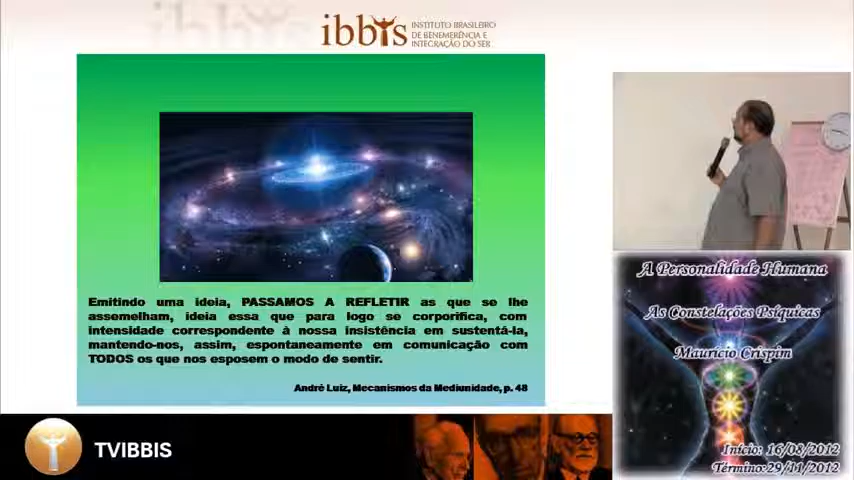 ibbis
INSTITUTO BRASILEIRO
DE BENEMERÊNCIA E
INTEGRAÇÃO DO SER
Emitindo uma ideia, PASSAMOS A REFLETIR as que se lhe
assemelham, ideia essa que para logo se corporifica, com
intensidade correspondente à nossa insistência em sustentá-la,
mantendo-nos, assim, espontaneamente em comunicação com
TODOS os que nos esposem o modo de sentir.
André Luiz, Mecanismos da Mediunidade, p. 48
A Personalidade Humana
As Constelações Psíquicas
Maurício Crispim
Início: 16/08/2012
Término:29/11/2012
TVIBBIS